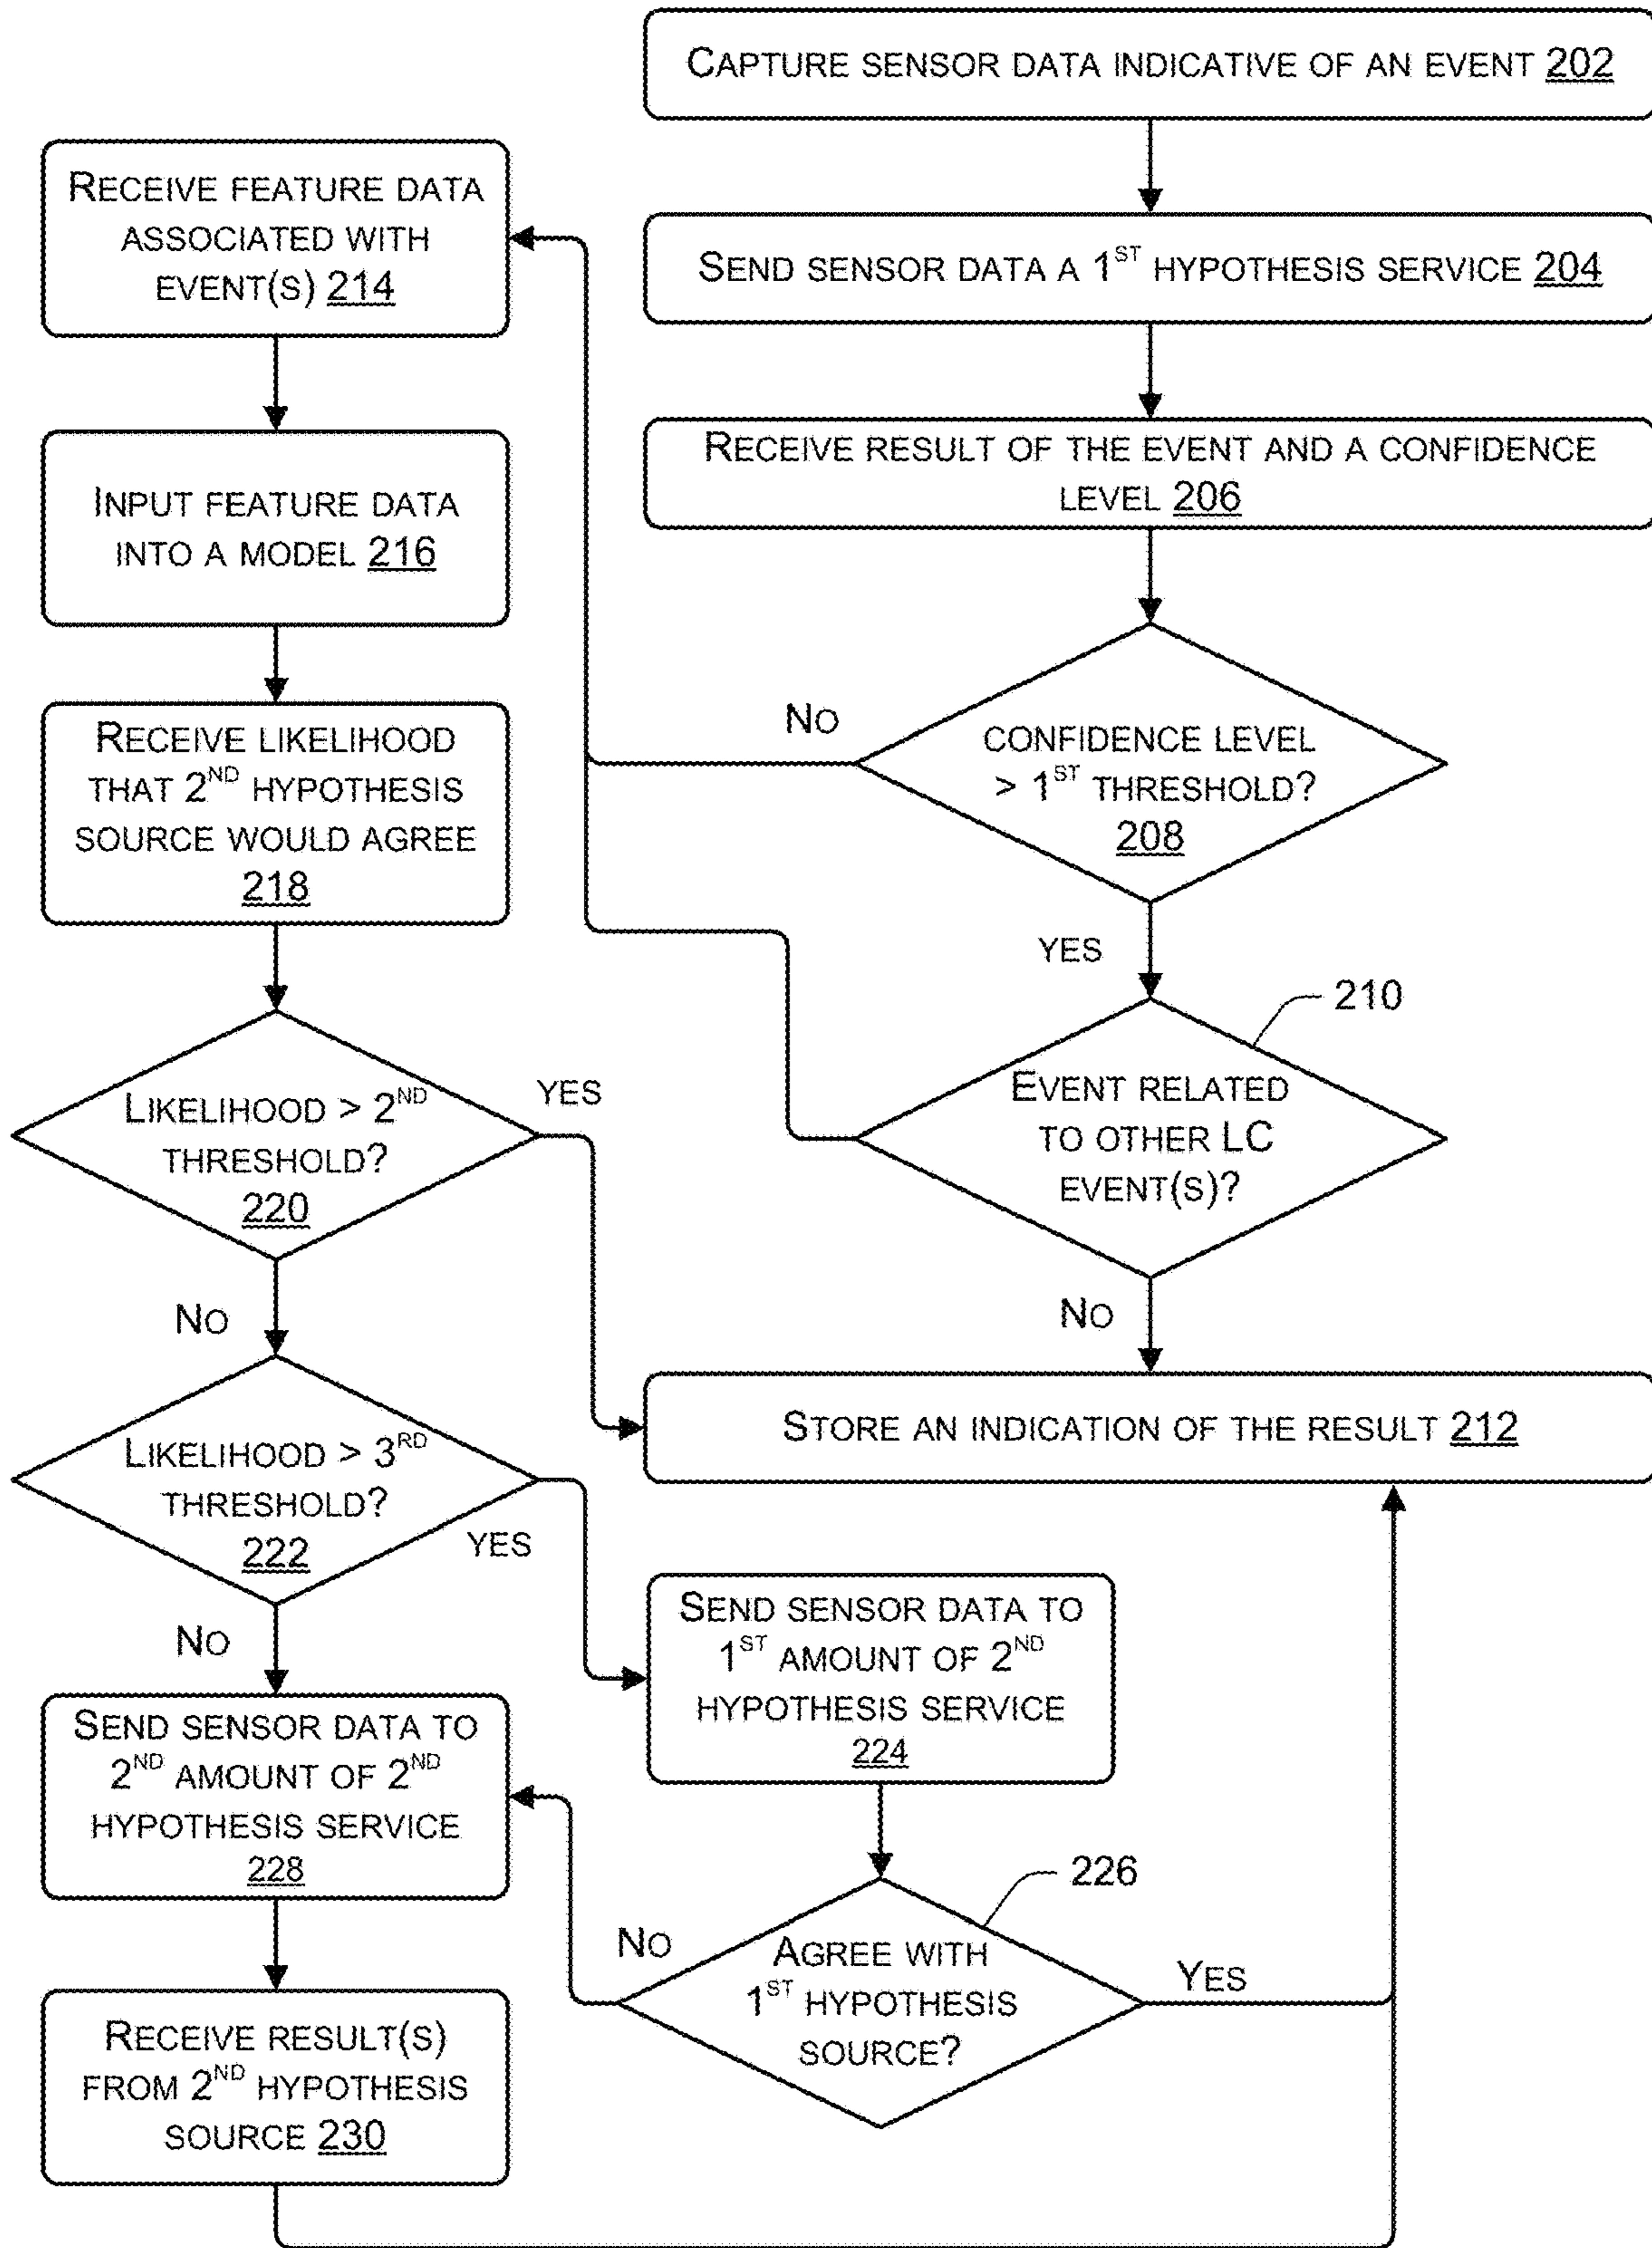 CAPTURE SENSOR DATA INDICATIVE OF AN EVENT 202
SEND SENSOR DATA A 1ST HYPOTHESIS SERVICE 204
RECEIVE RESULT OF THE EVENT AND A CONFIDENCE
LEVEL 206
CONFIDENCE LEVEL
> 1ST THRESHOLD?
208
NO
YES
210
EVENT RELATED
TO OTHER LC
EVENT(S)?
NO
STORE AN INDICATION OF THE RESULT 212
RECEIVE FEATURE DATA
ASSOCIATED WITH
EVENT(S) 214
INPUT FEATURE DATA
INTO A MODEL 216
RECEIVE LIKELIHOOD
THAT 2ND HYPOTHESIS
SOURCE WOULD AGREE
218
LIKELIHOOD > 2ND
THRESHOLD?
220
YES
NO
LIKELIHOOD > 3RD
THRESHOLD?
222
YES
NO
SEND SENSOR DATA TO
1ST AMOUNT OF 2ND
HYPOTHESIS SERVICE
224
226
AGREE WITH
1ST HYPOTHESIS
SOURCE?
NO
YES
SEND SENSOR DATA TO
2ND AMOUNT OF 2ND
HYPOTHESIS SERVICE
228
RECEIVE RESULT(S)
FROM 2ND HYPOTHESIS
SOURCE 230